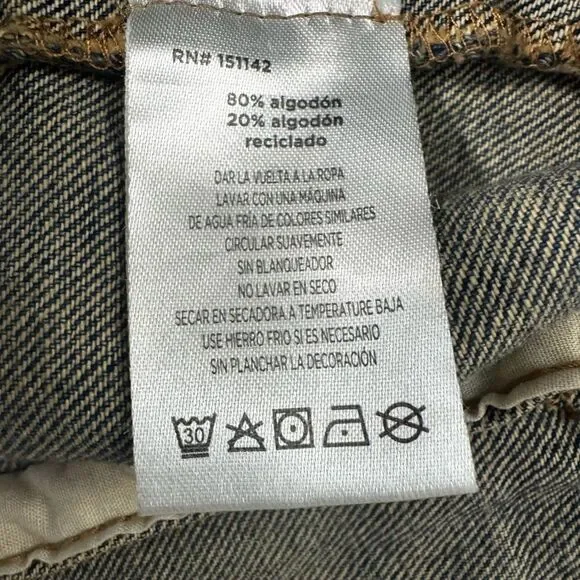 RN# 151142
80% algodón
20% algodón
reciclado
DAR LA VUELTA A LA ROPA
LAVAR CON UNA MÁQUINA
DE AGUA FRIA DE COLORES SIMILARES
CIRCULAR SUAVEMENTE
SIN BLANQUEADOR
NO LAVAR EN SECO
SECAR EN SECADORA A TEMPERATURE BAJA
USE HIERRO FRIO SI ES NECESARIO
SIN PLANCHAR LA DECORACIÓN
30